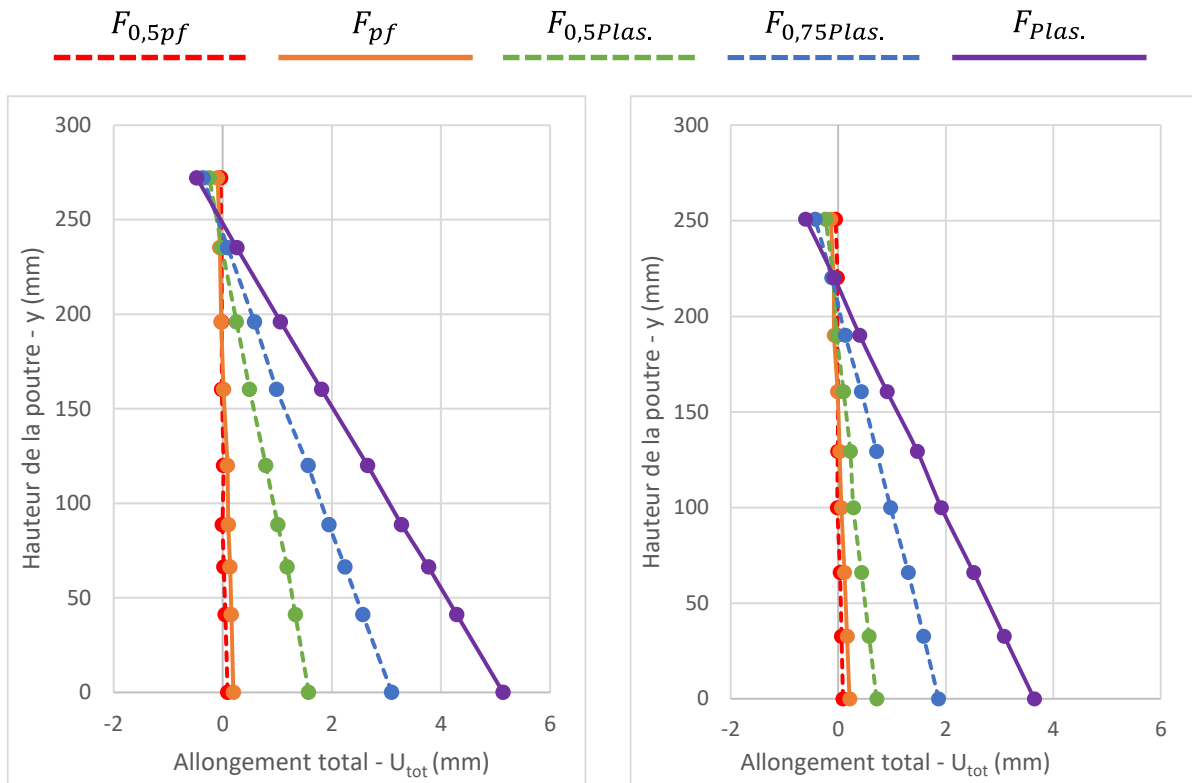 F0,5pf Fpf F0,5Plas. F0,75Plas. FPlas.
300
250
200
150
100
50
0
-2 0 2 4 6
Hauteur de la poutre - y (mm)
Allongement total - Utot (mm)
300
250
200
150
100
50
0
-2 0 2 4 6
Hauteur de la poutre - y (mm)
Allongement total - Utot (mm)